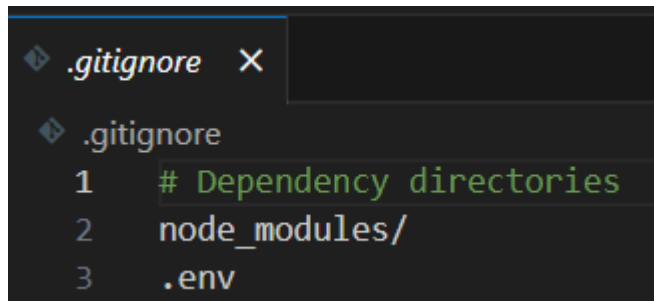 .gitignore ×
.gitignore
1 # Dependency directories
2 node_modules/
3 .env